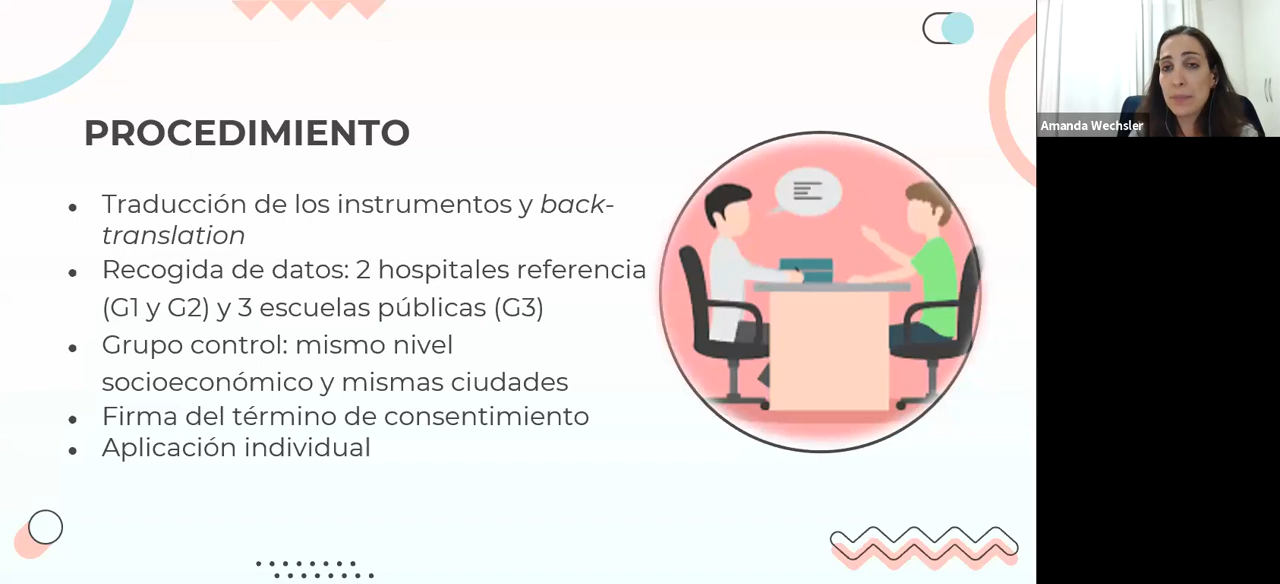 PROCEDIMIENTO
• Traducción de los instrumentos y back-
translation
• Recogida de datos: 2 hospitales referencia
(G1 y G2) y 3 escuelas públicas (G3)
• Grupo control: mismo nivel
socioeconómico y mismas ciudades
• Firma del término de consentimiento
• Aplicación individual
Amanda Wechsler